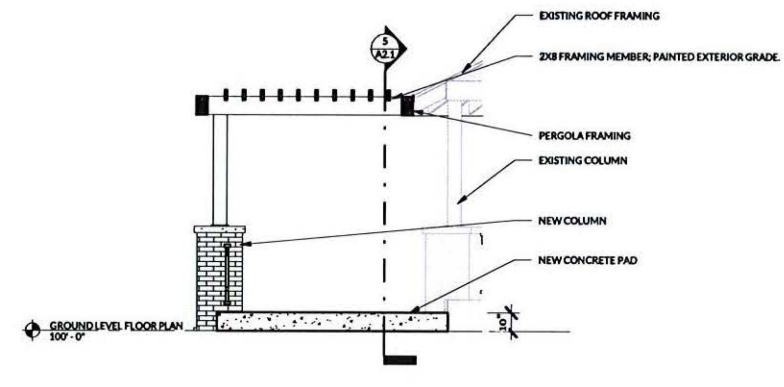 EXISTING ROOF FRAMING
5
A2.1
2X8 FRAMING MEMBER; PAINTED EXTERIOR GRADE.
PERGOLA FRAMING
EXISTING COLUMN
NEW COLUMN
NEW CONCRETE PAD
10"
GROUND LEVEL FLOOR PLAN
100' - 0"